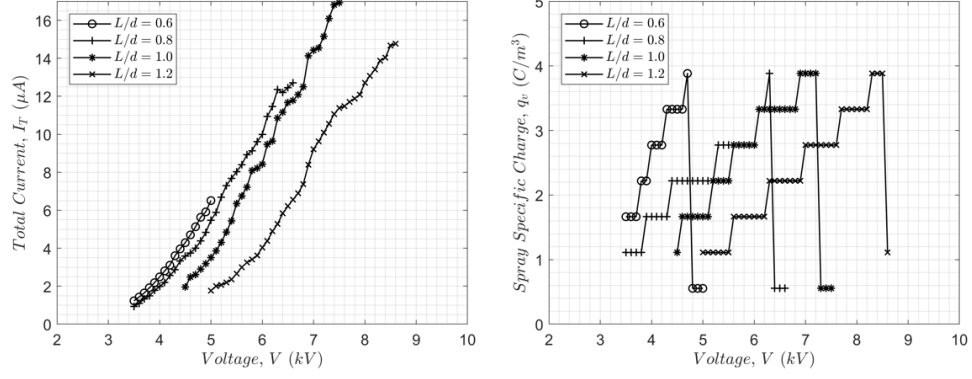 16
14
12
10
8
6
4
2
0
Total Current, I_T (μA)
L/d = 0.6
L/d = 0.8
L/d = 1.0
L/d = 1.2
2 3 4 5 6 7 8 9 10
Voltage, V (kV)
5
4
3
2
1
0
Spray Specific Charge, q_v (C/m^3)
L/d = 0.6
L/d = 0.8
L/d = 1.0
L/d = 1.2
2 3 4 5 6 7 8 9 10
Voltage, V (kV)